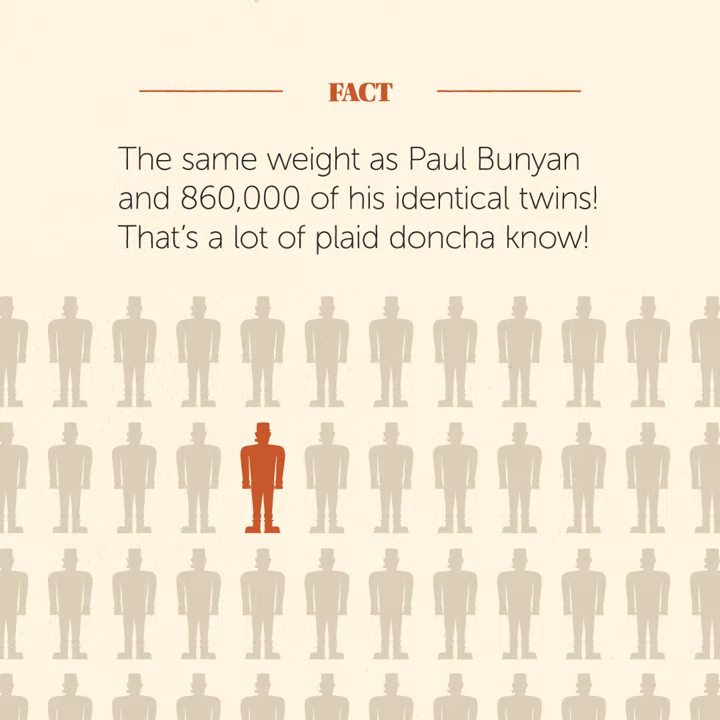 FACT
The same weight as Paul Bunyan
and 860,000 of his identical twins!
That’s a lot of plaid doncha know!